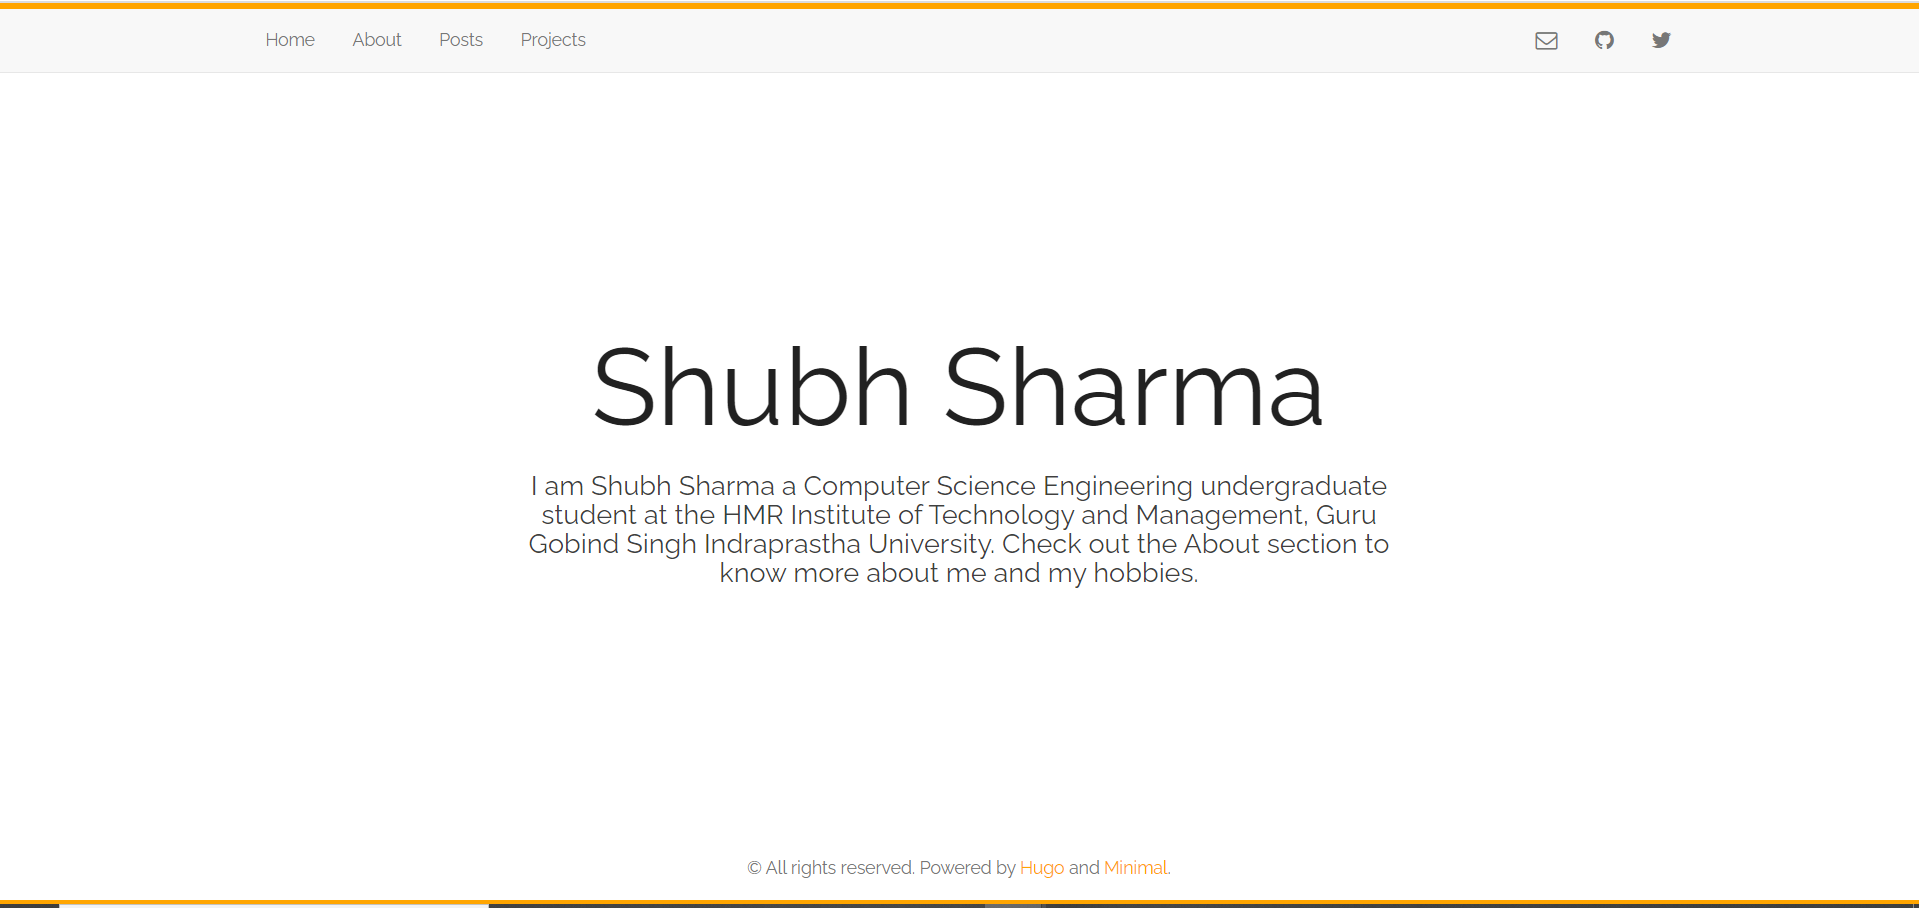 Home About Posts Projects
Shubh Sharma
I am Shubh Sharma a Computer Science Engineering undergraduate
student at the HMR Institute of Technology and Management, Guru
Gobind Singh Indraprastha University. Check out the About section to
know more about me and my hobbies.
© All rights reserved. Powered by Hugo and Minimal.